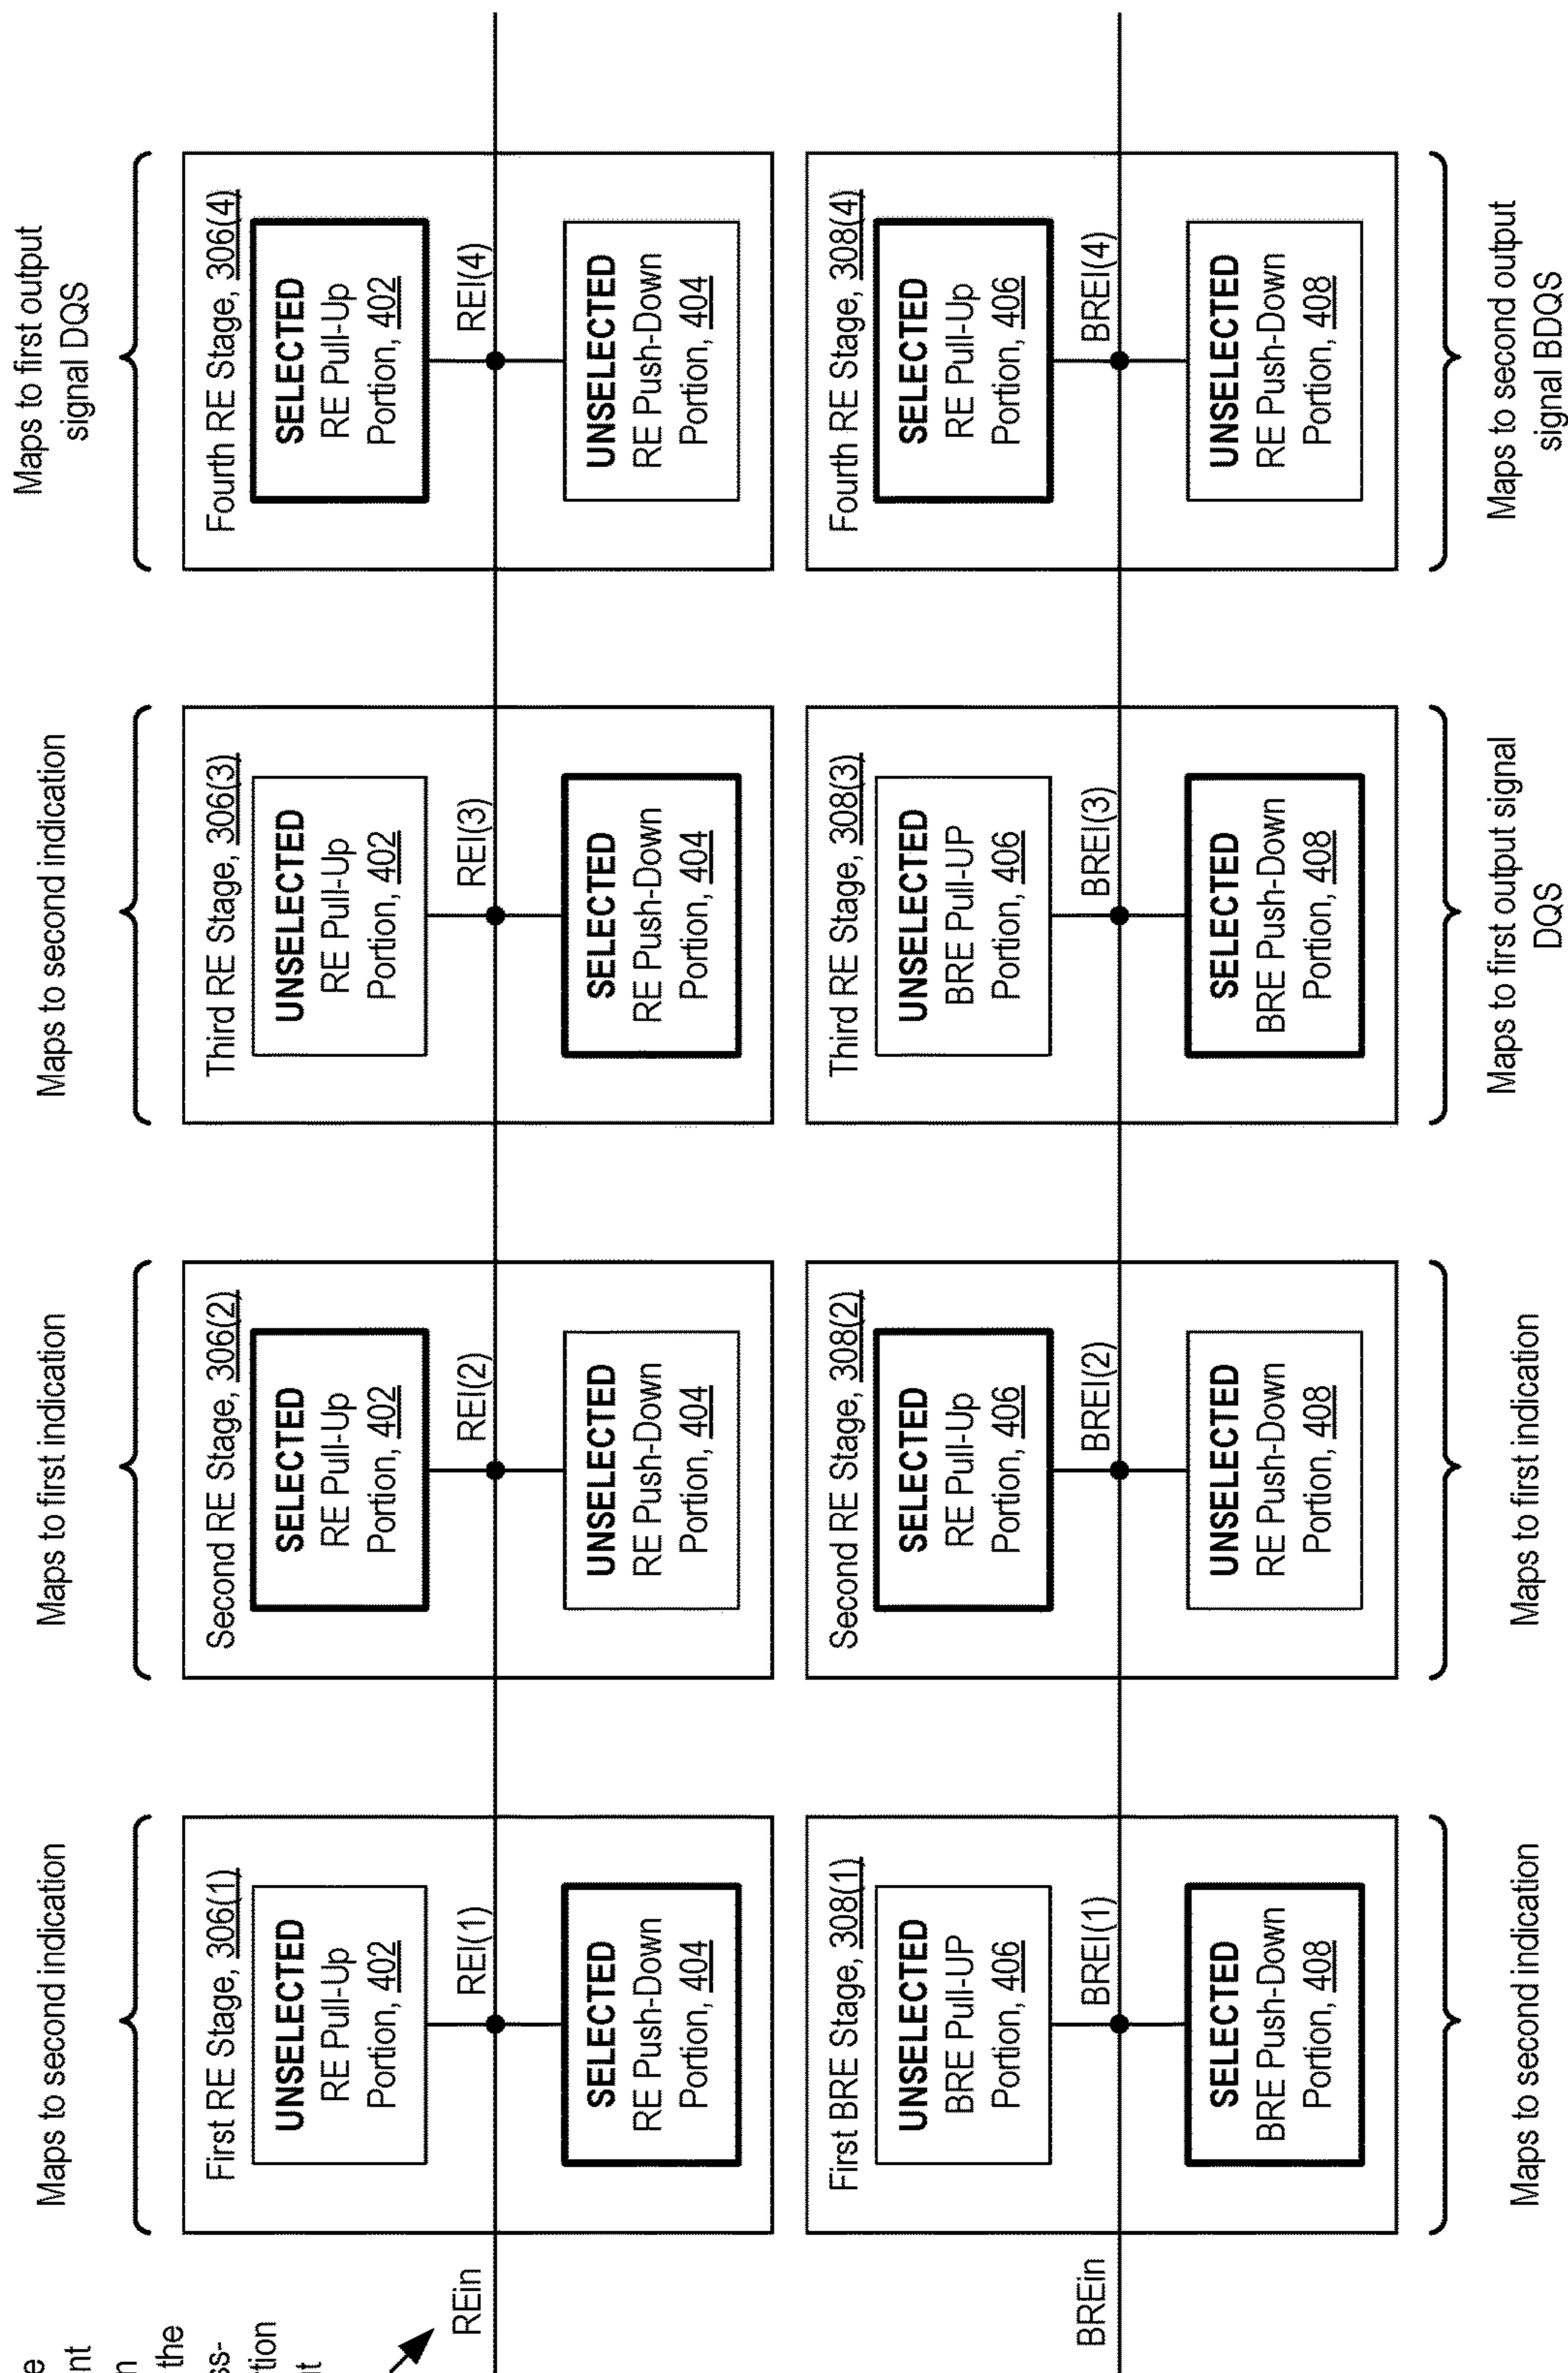 Maps to second indication
Maps to first indication
Maps to second indication
Maps to first output
signal DQS
e
nt
n
the
ss-
rtion
REin
First RE Stage, 306(1)
UNSELECTED
RE Pull-Up
Portion, 402
REI(1)
SELECTED
RE Push-Down
Portion, 404
Second RE Stage, 306(2)
SELECTED
RE Pull-Up
Portion, 402
REI(2)
UNSELECTED
RE Push-Down
Portion, 404
Third RE Stage, 306(3)
UNSELECTED
RE Pull-Up
Portion, 402
REI(3)
SELECTED
RE Push-Down
Portion, 404
Fourth RE Stage, 306(4)
SELECTED
RE Pull-Up
Portion, 402
REI(4)
UNSELECTED
RE Push-Down
Portion, 404
BREin
First BRE Stage, 308(1)
UNSELECTED
BRE Pull-UP
Portion, 406
BREI(1)
SELECTED
BRE Push-Down
Portion, 408
Second RE Stage, 308(2)
SELECTED
RE Pull-Up
Portion, 406
BREI(2)
UNSELECTED
RE Push-Down
Portion, 408
Third RE Stage, 308(3)
UNSELECTED
BRE Pull-UP
Portion, 406
BREI(3)
SELECTED
BRE Push-Down
Portion, 408
Fourth RE Stage, 308(4)
SELECTED
RE Pull-Up
Portion, 406
BREI(4)
UNSELECTED
RE Push-Down
Portion, 408
Maps to second indication
Maps to first indication
Maps to first output signal
DQS
Maps to second output
signal BDQS